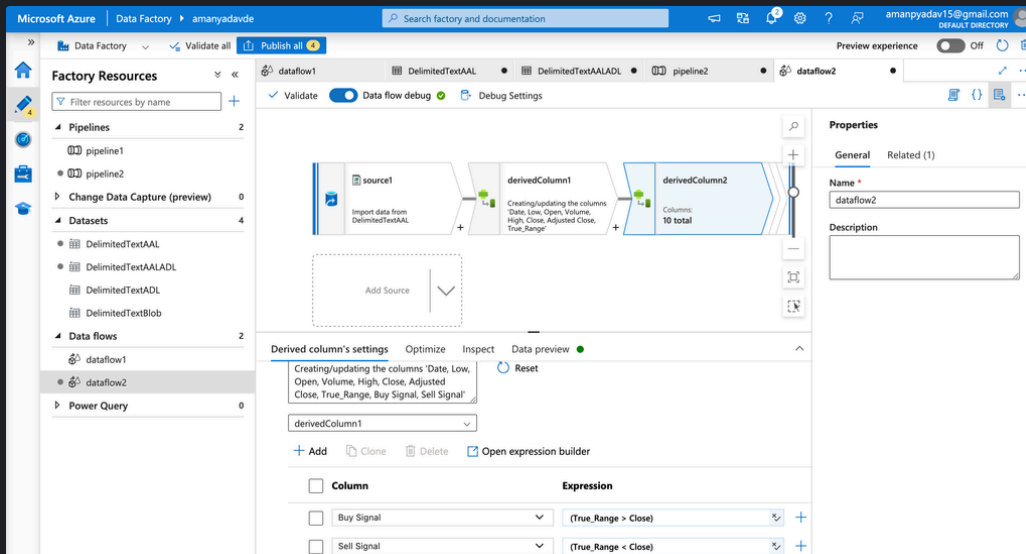 Microsoft Azure
Data Factory
amanyadavde
Search factory and documentation
2
amanpyadav15@gmail.com
DEFAULT DIRECTORY
»
Data Factory
Validate all
Publish all 4
Preview experience
Off
Factory Resources
Filter resources by name
Pipelines 2
pipeline1
pipeline2
Change Data Capture (preview) 0
Datasets 4
DelimitedTextAAL
DelimitedTextAALADL
DelimitedTextADL
DelimitedTextBlob
Data flows 2
dataflow1
dataflow2
Power Query 0
4
dataflow1
DelimitedTextAAL
DelimitedTextAALADL
pipeline2
dataflow2
Validate
Data flow debug
Debug Settings
source1
Import data from
DelimitedTextAAL
+
derivedColumn1
Creating/updating the columns
'Date, Low, Open, Volume,
High, Close, Adjusted Close,
True_Range'
+
derivedColumn2
Columns:
10 total
Add Source
Properties
General
Related (1)
Name *
dataflow2
Description
Derived column's settings
Optimize
Inspect
Data preview
Creating/updating the columns 'Date, Low,
Open, Volume, High, Close, Adjusted
Close, True_Range, Buy Signal, Sell Signal'
Reset
derivedColumn1
+ Add
Clone
Delete
Open expression builder
Column
Expression
Buy Signal
(True_Range > Close)
Sell Signal
(True_Range < Close)